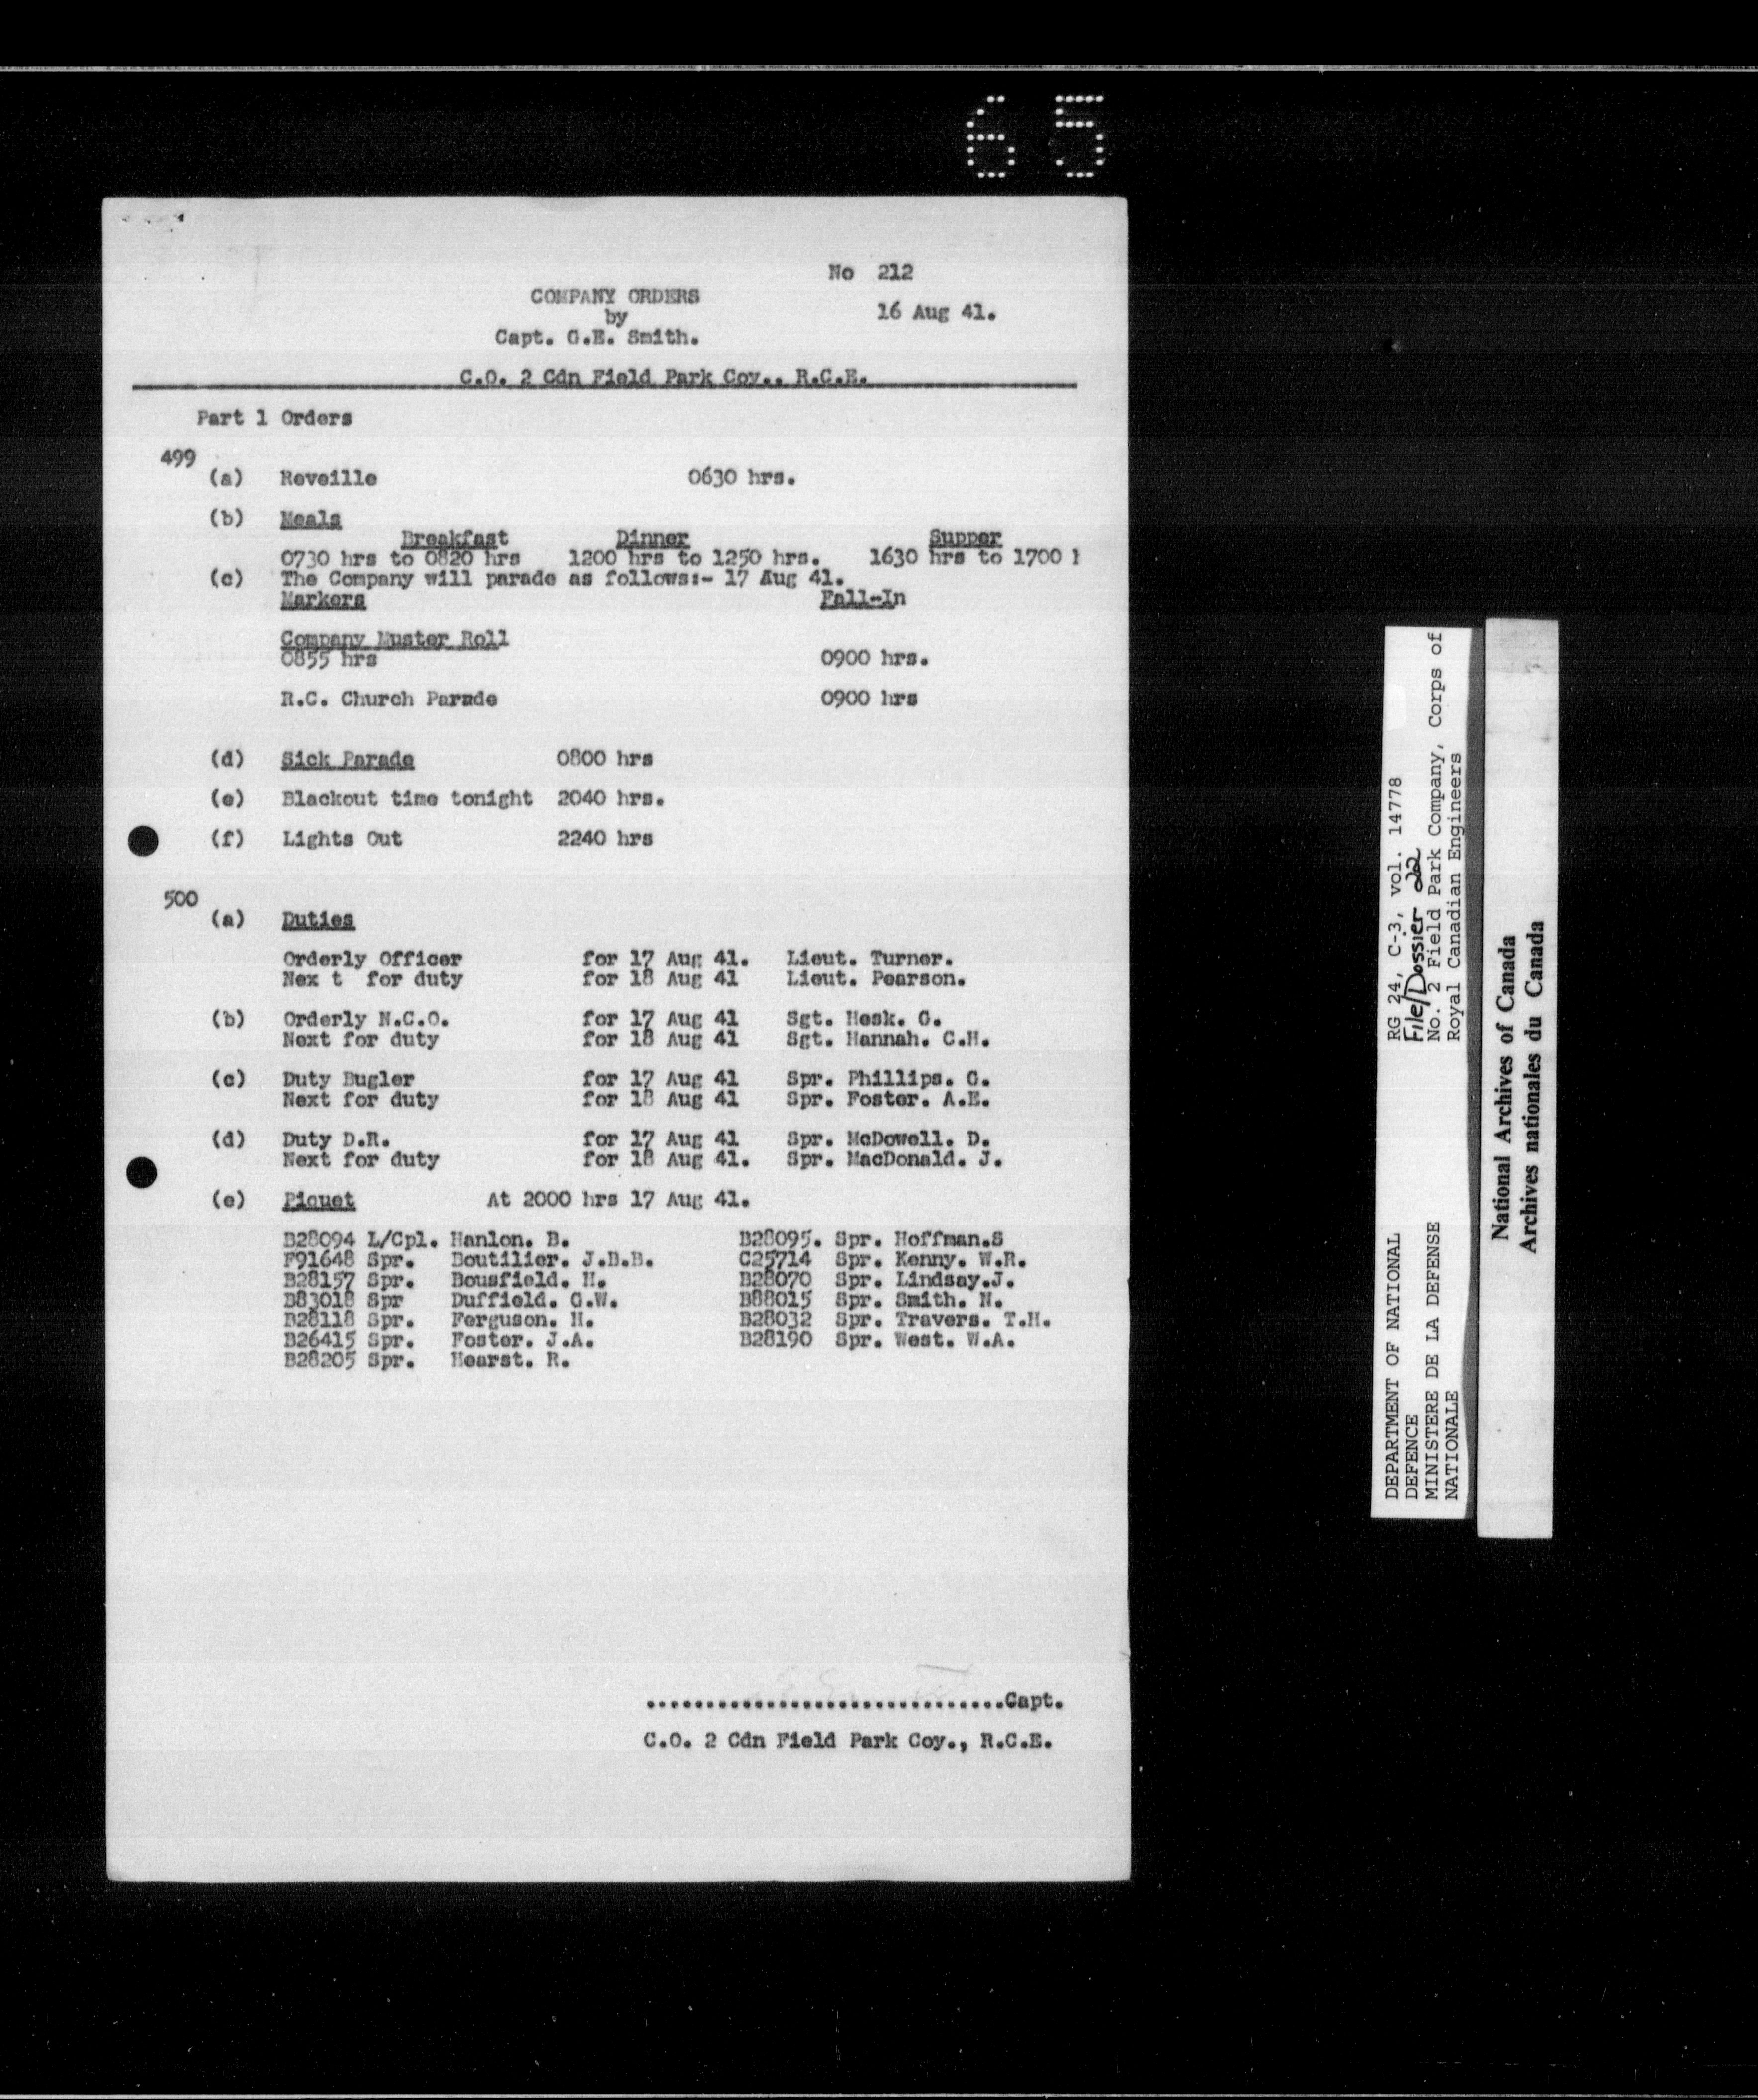 65
No 212
COMPANY ORDERS
by
16 Aug 41.
Capt. G.E. Smith.
C.O. 2 Cdn Field Park Coy.. R.C.E.
Part 1 Orders
499
(a) Reveille 0630 hrs.
(b) Meals
Breakfast Dinner Supper
0730 hrs to 0820 hrs 1200 hrs to 1250 hrs. 1630 hrs to 1700 h
(c) The Company will parade as follows:- 17 Aug 41.
Markers Fall-In
Company Muster Roll
0855 hrs 0900 hrs.
R.C. Church Parade 0900 hrs
(d) Sick Parade 0800 hrs
(e) Blackout time tonight 2040 hrs.
(f) Lights Out 2240 hrs
500
(a) Duties
Orderly Officer for 17 Aug 41. Lieut. Turner.
Nex t for duty for 18 Aug 41 Lieut. Pearson.
(b) Orderly N.C.O. for 17 Aug 41 Sgt. Hesk. G.
Next for duty for 18 Aug 41 Sgt. Hannah. C.H.
(c) Duty Bugler for 17 Aug 41 Spr. Phillips. G.
Next for duty for 18 Aug 41 Spr. Foster. A.E.
(d) Duty D.R. for 17 Aug 41 Spr. McDowell. D.
Next for duty for 18 Aug 41. Spr. MacDonald. J.
(e) Piquet At 2000 hrs 17 Aug 41.
B28094 L/Cpl. Hanlon. B. B28095. Spr. Hoffman.S
F91648 Spr. Boutilier. J.B.B. C25714 Spr. Kenny. W.R.
B28157 Spr. Bousfield. H. B28070 Spr. Lindsay.J.
B83018 Spr Duffield. G.W. B88015 Spr. Smith. N.
B28118 Spr. Ferguson. H. B28032 Spr. Travers. T.H.
B26415 Spr. Foster. J.A. B28190 Spr. West. W.A.
B28205 Spr. Hearst. R.
..............................Capt.
C.O. 2 Cdn Field Park Coy., R.C.E.
DEPARTMENT OF NATIONAL RG 24, C-3, vol. 14778
DEFENCE File/Dossier 22
MINISTERE DE LA DEFENSE No. 2 Field Park Company, Corps of
NATIONALE Royal Canadian Engineers
National Archives of Canada
Archives nationales du Canada